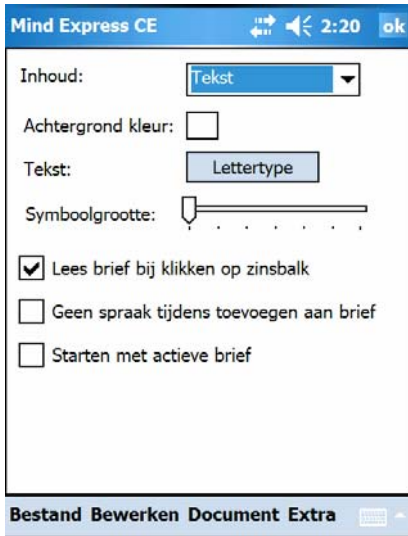 Mind Express CE 2:20 ok
Inhoud: Tekst
Achtergrond kleur:
Tekst: Lettertype
Symboolgrootte:
Lees brief bij klikken op zinsbalk
Geen spraak tijdens toevoegen aan brief
Starten met actieve brief
Bestand Bewerken Document Extra